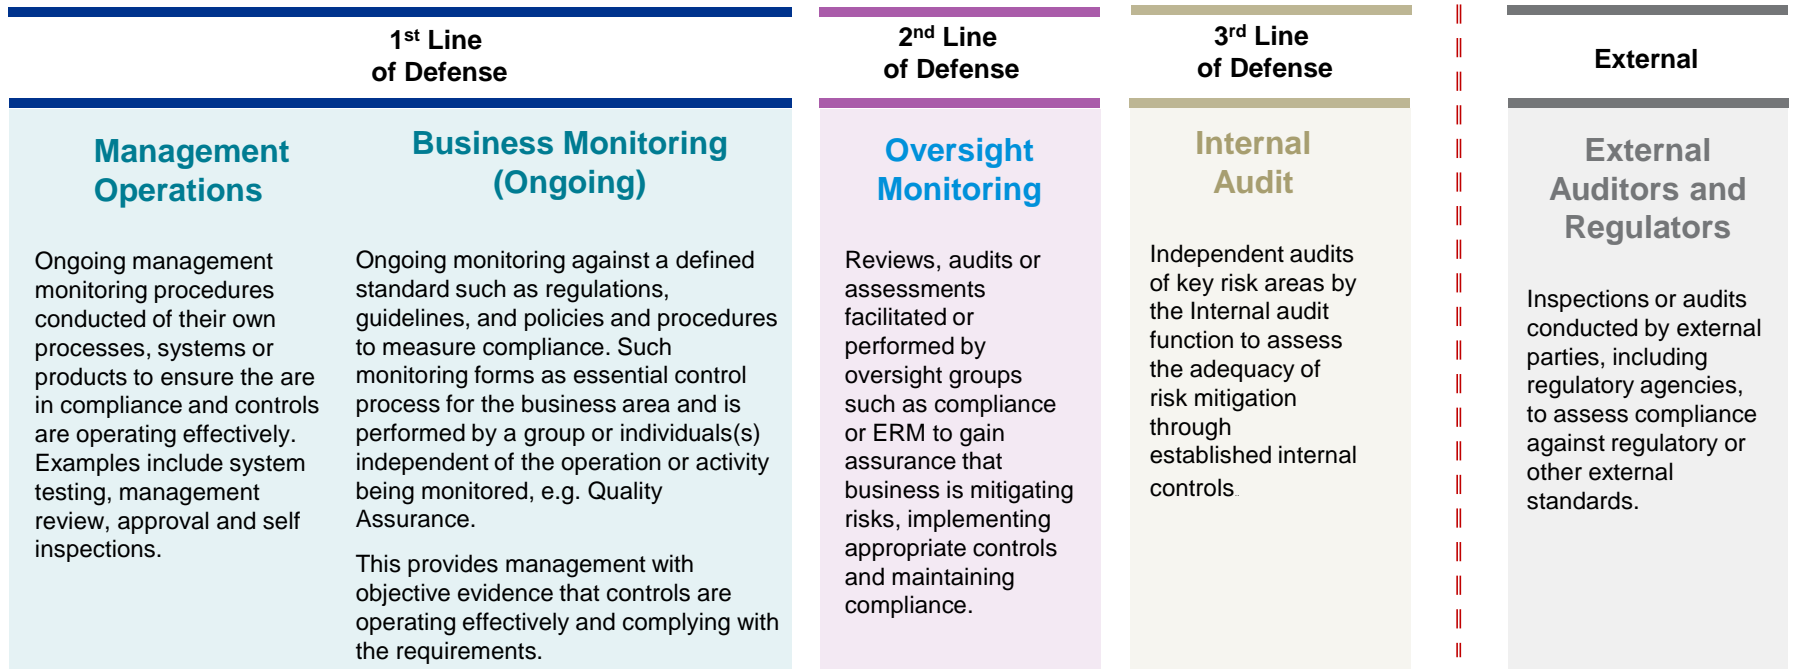 1st Line
of Defense
2nd Line
of Defense
3rd Line
of Defense
External
Management
Operations
Ongoing management
monitoring procedures
conducted of their own
processes, systems or
products to ensure the are
in compliance and controls
are operating effectively.
Examples include system
testing, management
review, approval and self
inspections.
Business Monitoring
(Ongoing)
Ongoing monitoring against a defined
standard such as regulations,
guidelines, and policies and procedures
to measure compliance. Such
monitoring forms as essential control
process for the business area and is
performed by a group or individuals(s)
independent of the operation or activity
being monitored, e.g. Quality
Assurance.
This provides management with
objective evidence that controls are
operating effectively and complying with
the requirements.
Oversight
Monitoring
Reviews, audits or
assessments
facilitated or
performed by
oversight groups
such as compliance
or ERM to gain
assurance that
business is mitigating
risks, implementing
appropriate controls
and maintaining
compliance.
Internal
Audit
Independent audits
of key risk areas by
the Internal audit
function to assess
the adequacy of
risk mitigation
through
established internal
controls..
External
Auditors and
Regulators
Inspections or audits
conducted by external
parties, including
regulatory agencies,
to assess compliance
against regulatory or
other external
standards.